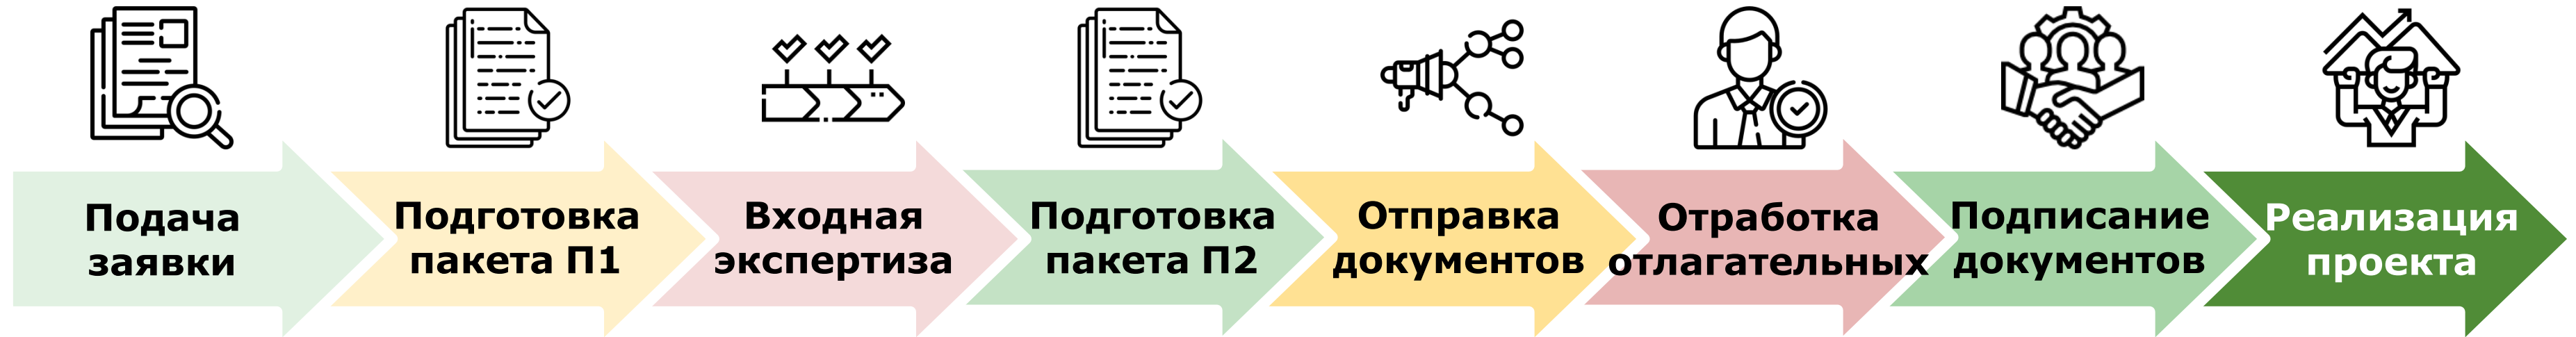 Подача
заявки
Подготовка
пакета П1
Входная
экспертиза
Подготовка
пакета П2
Отправка
документов
Отработка
отлагательных
Подписание
документов
Реализация
проекта